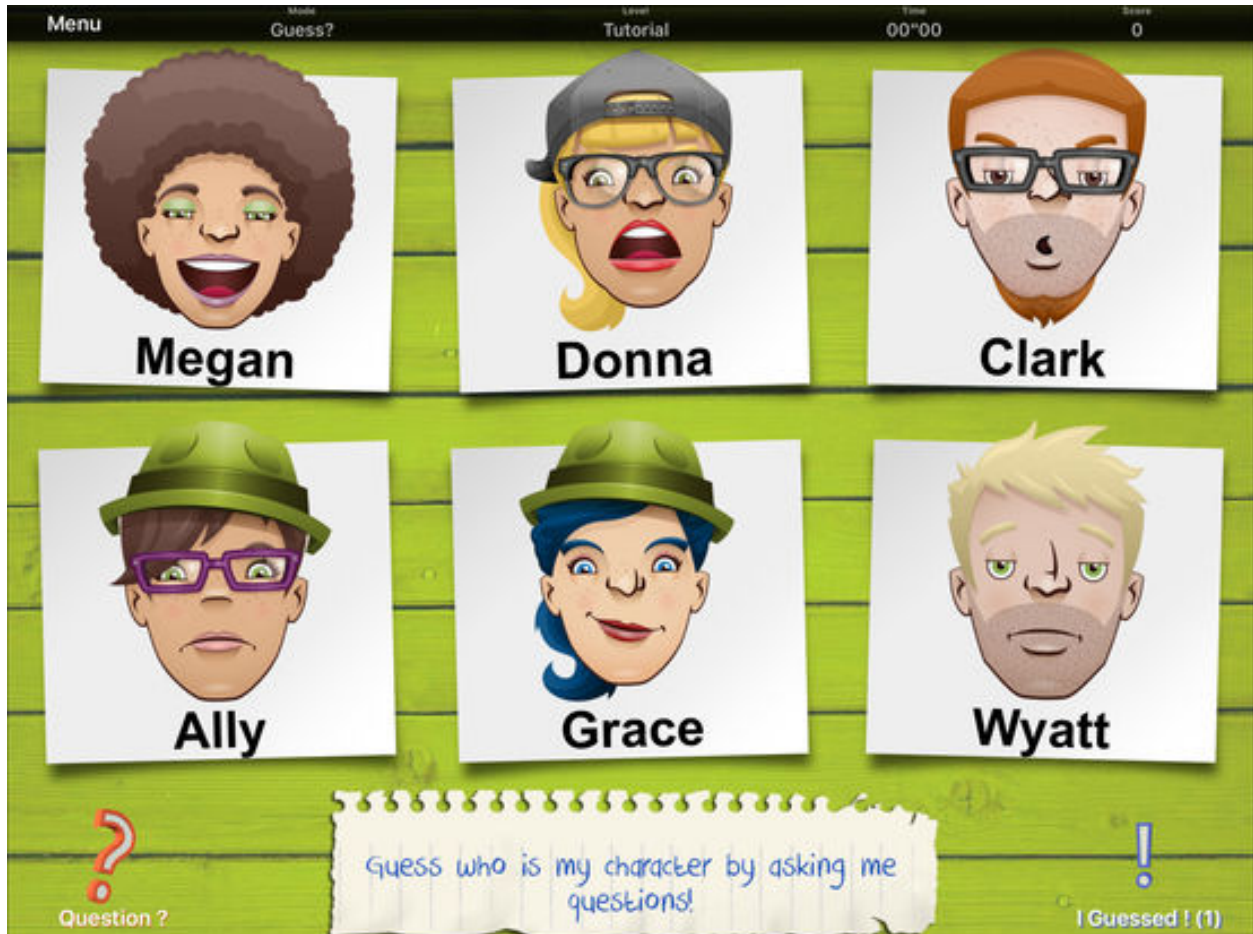 Menu
Mode
Guess?
Level
Tutorial
Time
00"00
Score
0
Megan
Donna
Clark
Ally
Grace
Wyatt
Guess who is my character by asking me
questions!
Question ?
I Guessed ! (1)